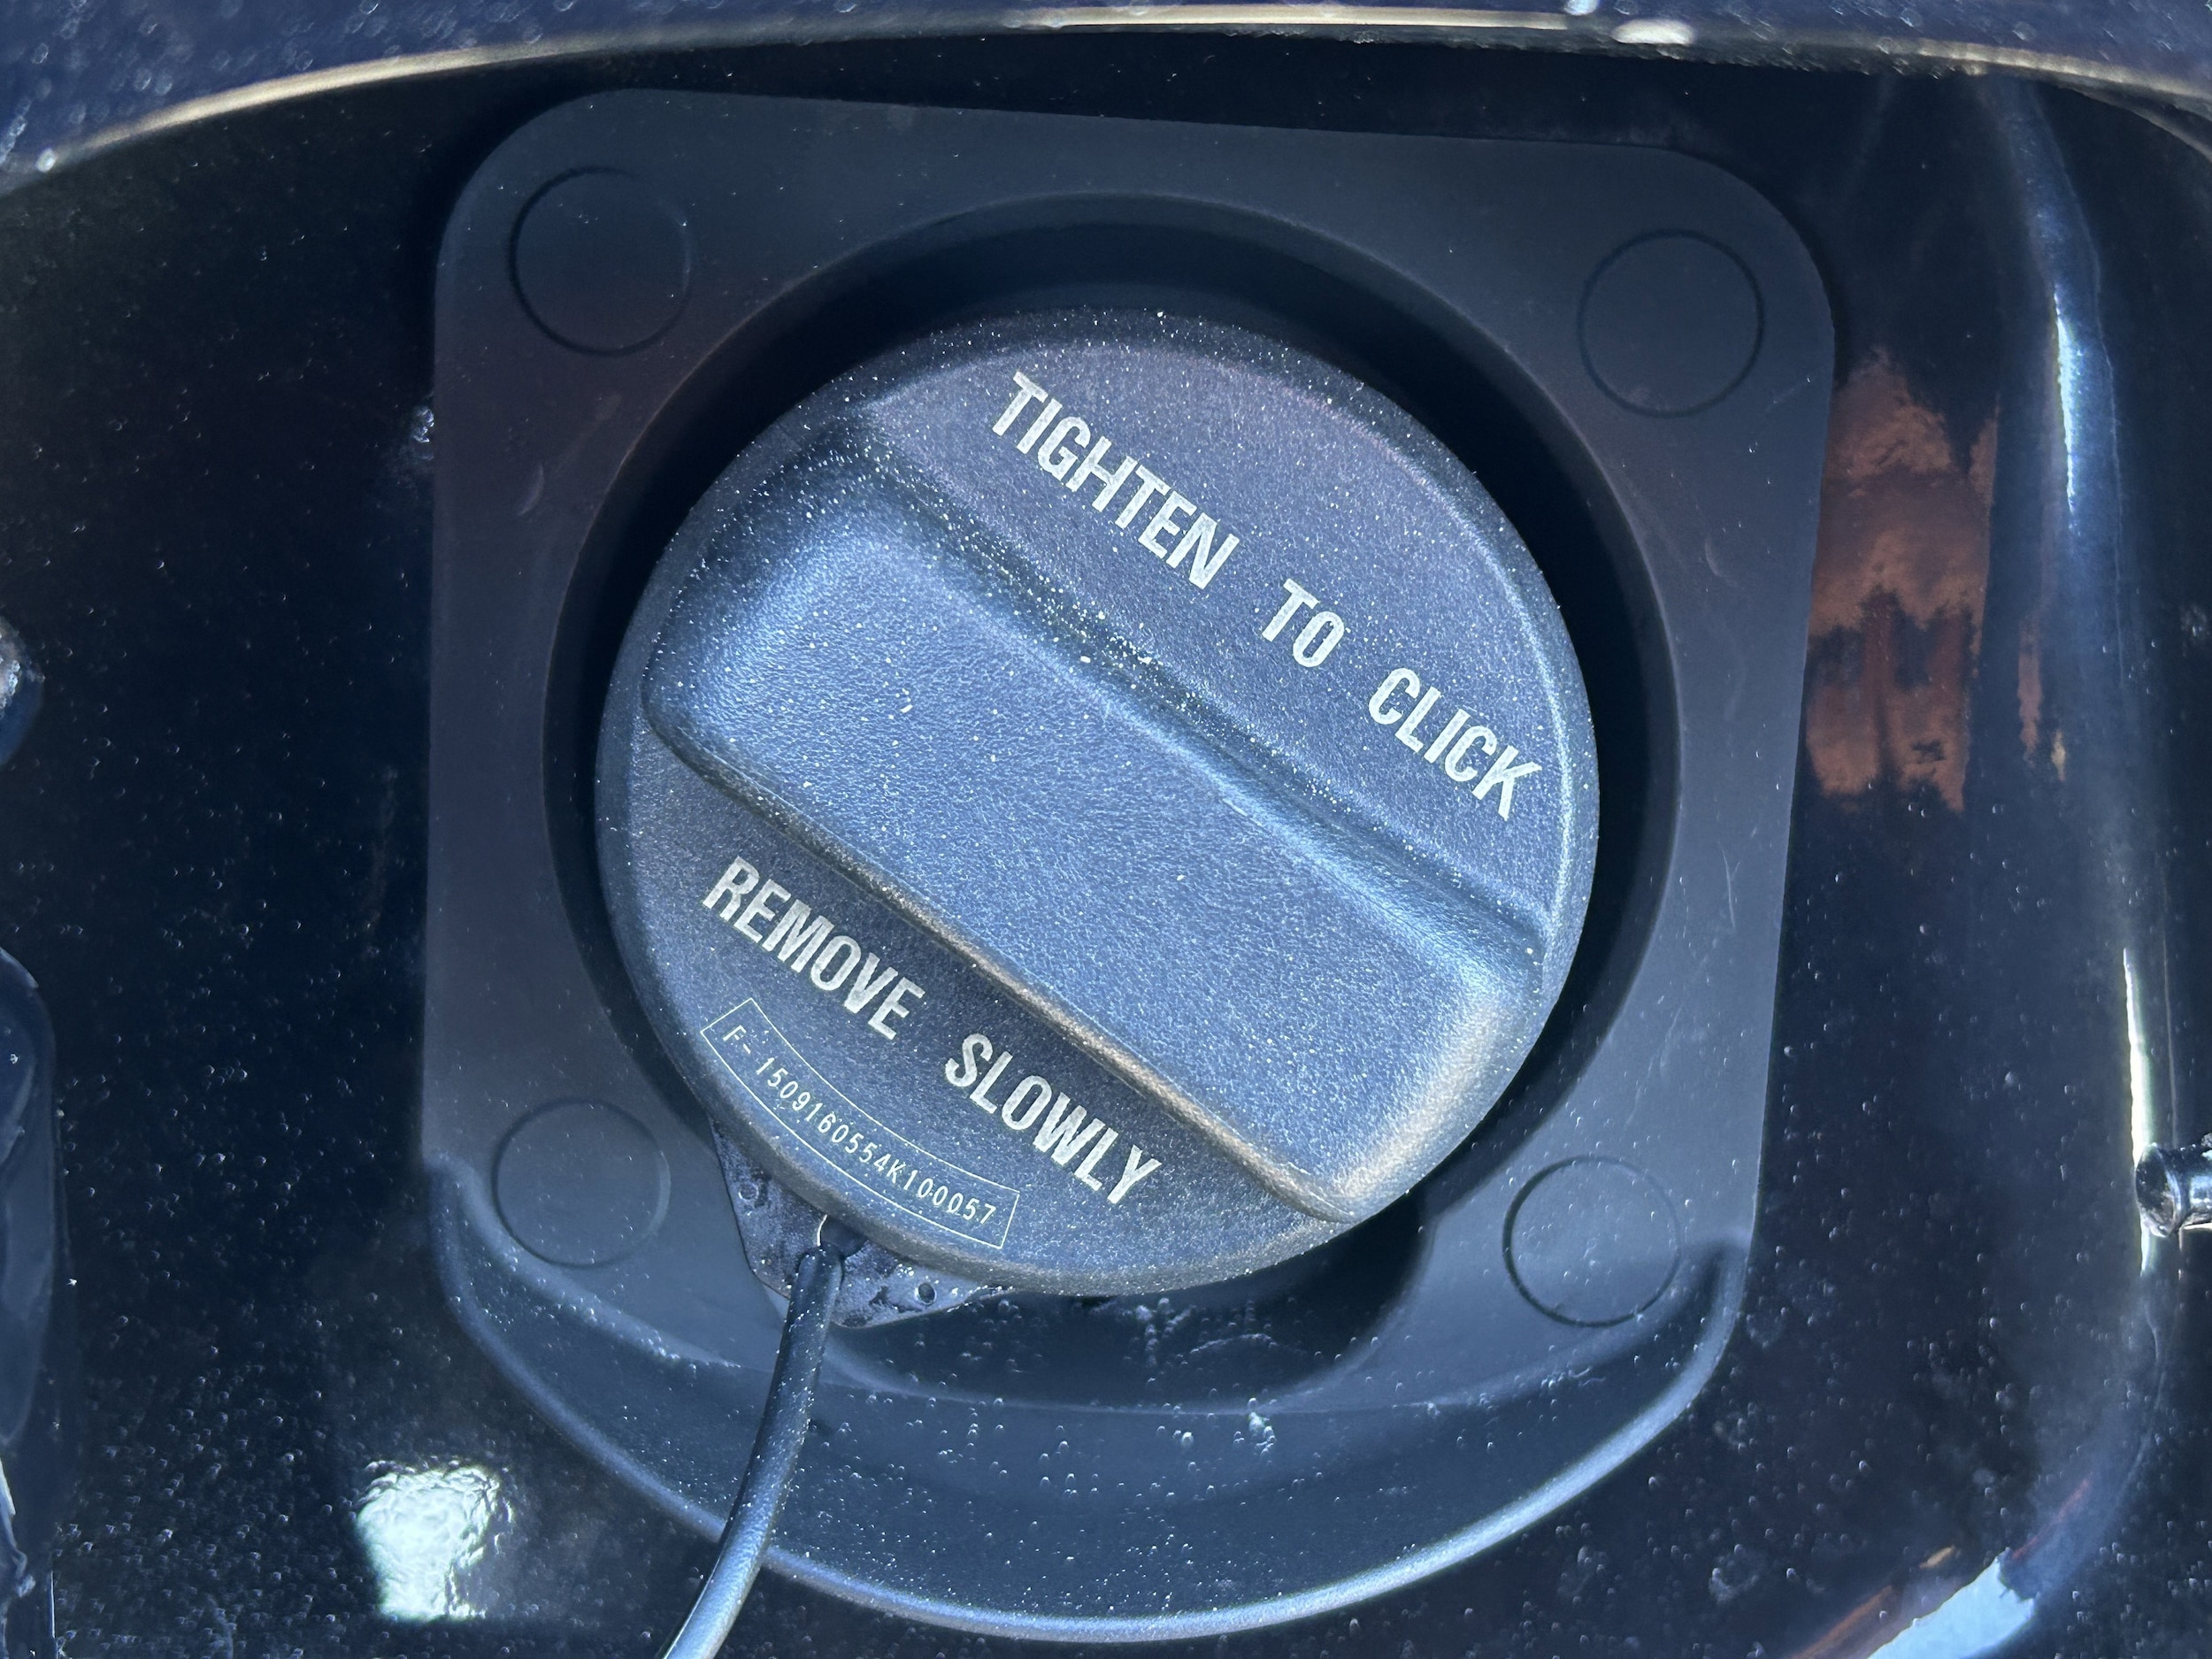 TIGHTEN TO CLICK
REMOVE SLOWLY
F-1509160554K100057